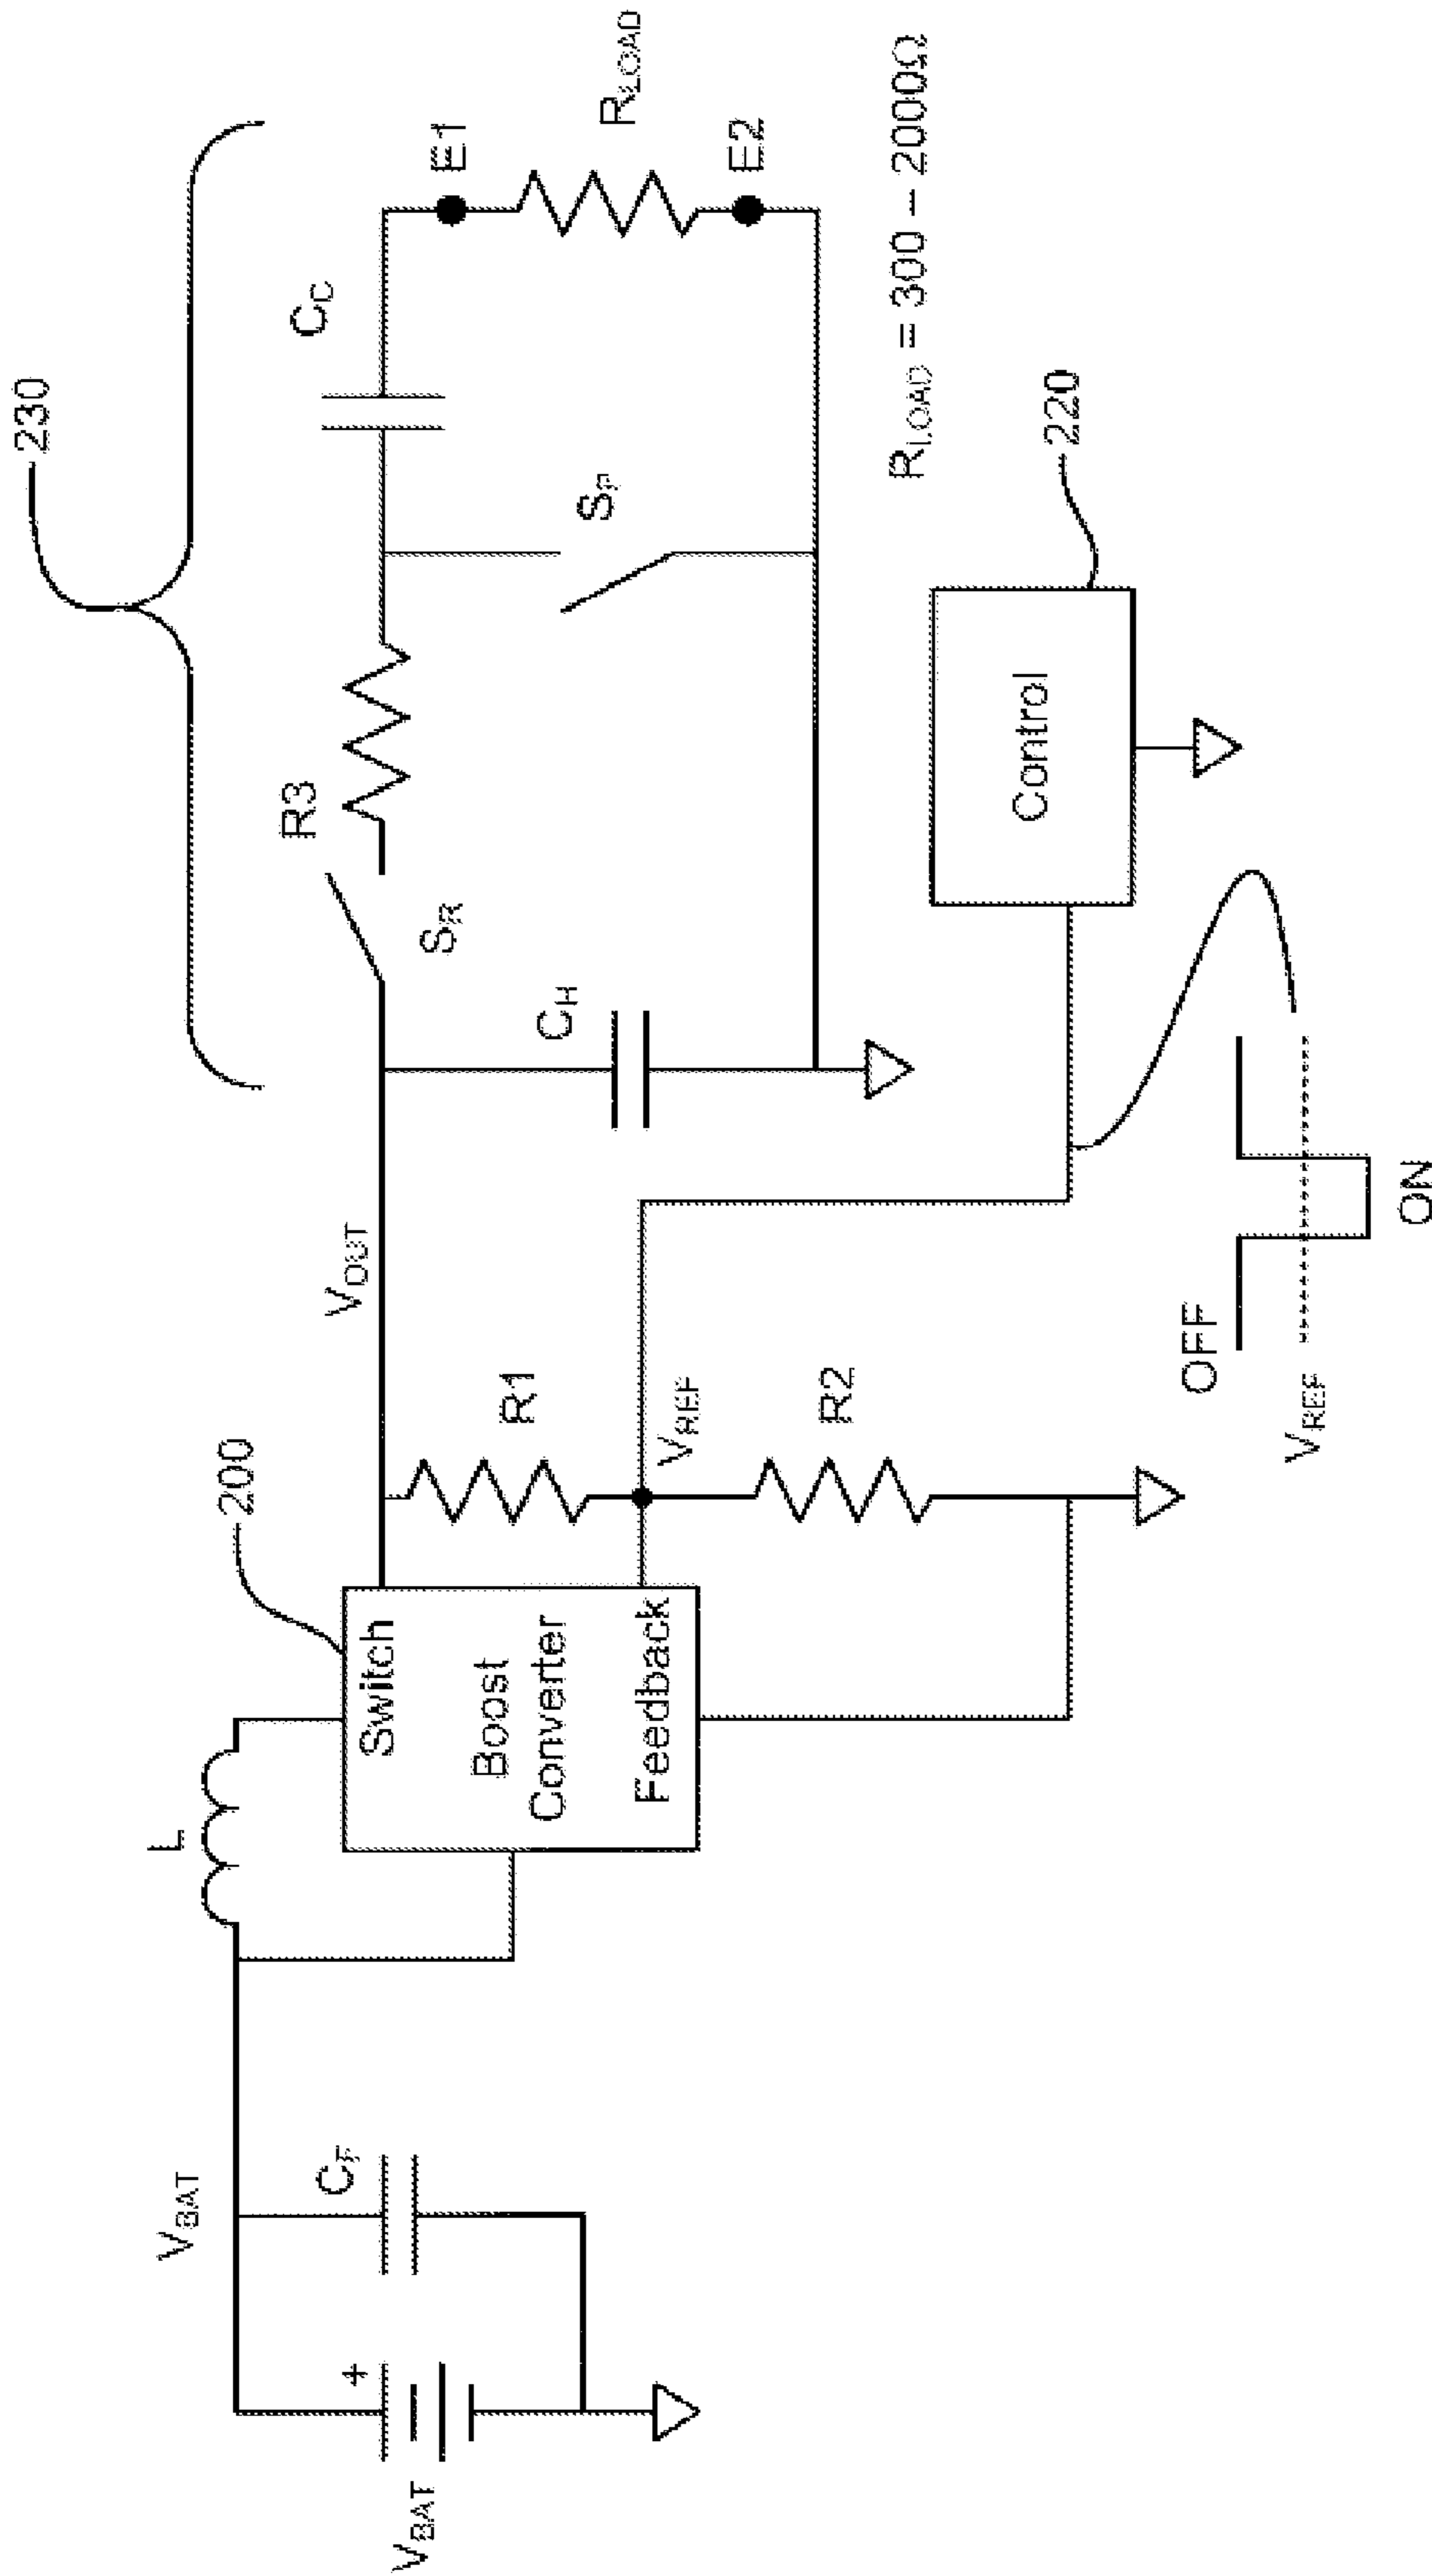 230
V_BAT
L
200
V_OUT
S_R
R3
C_C
E1
R_LOAD
E2
V_BAT
+
C_F
Switch
Boost
Converter
Feedback
R1
V_REF
R2
C_H
S_P
R_LOAD = 300 – 2000Ω
Control
220
OFF
V_REF
ON